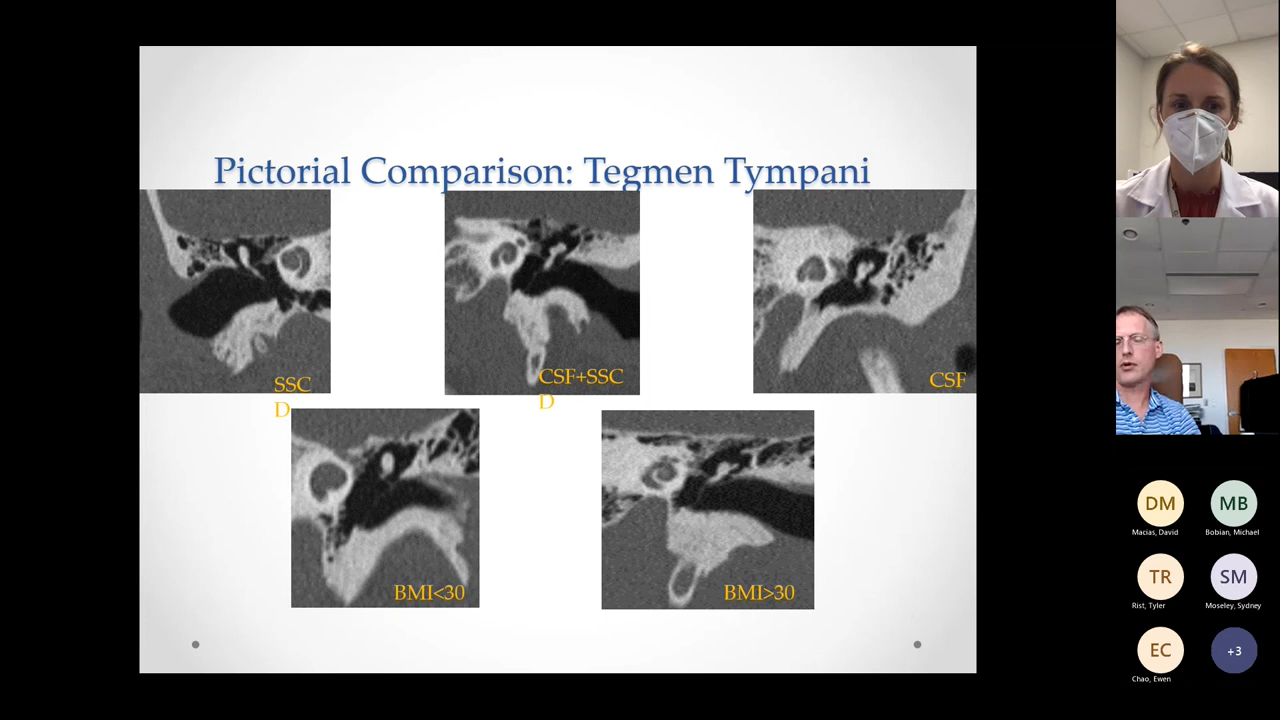 Pictorial Comparison: Tegmen Tympani
SSC
D
CSF+SSC
D
CSF
BMI<30
BMI>30
DM
Macias, David
MB
Bobian, Michael
TR
Rist, Tyler
SM
Moseley, Sydney
EC
Chao, Ewen
+3